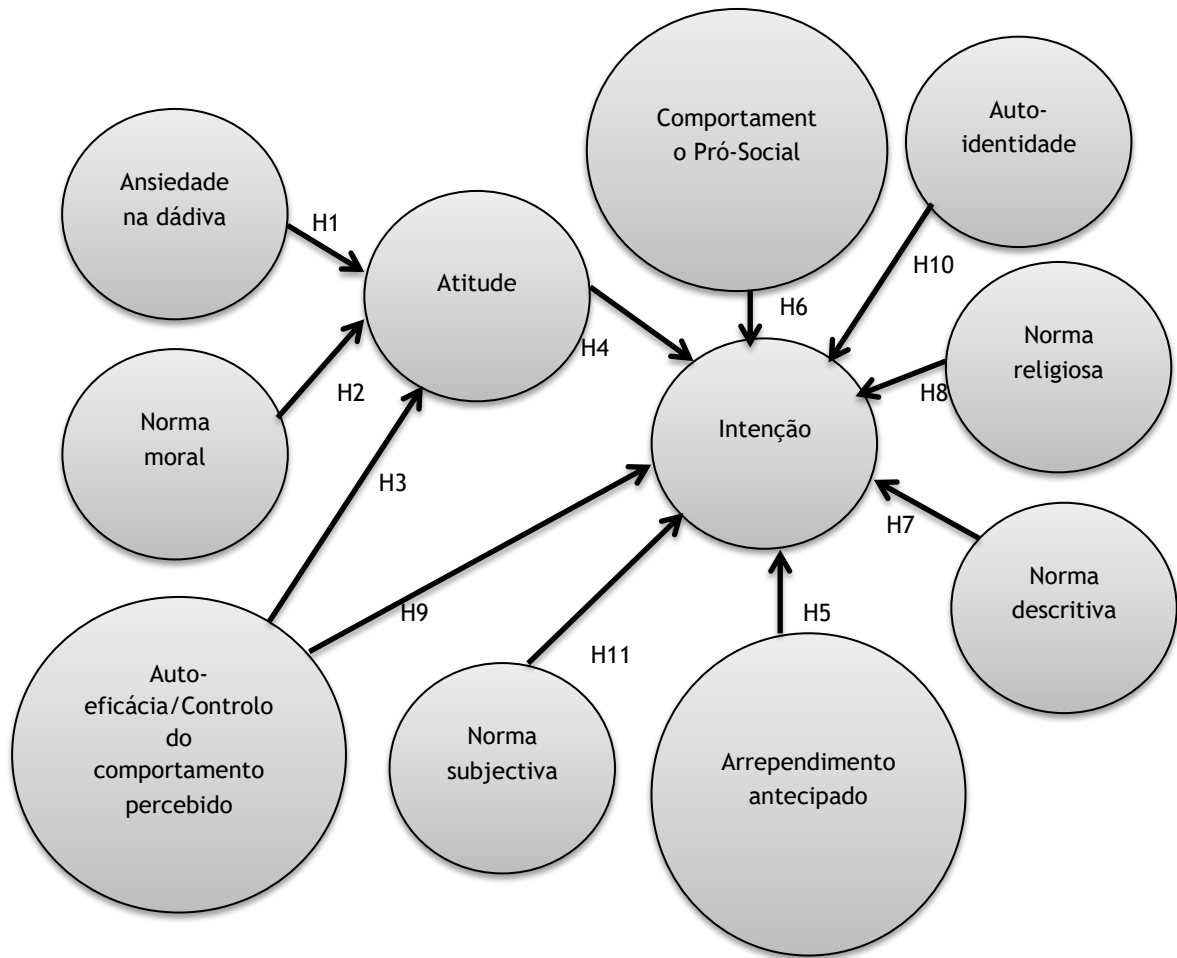 Comportament
o Pró-Social
Auto-
identidade
Ansiedade
na dádiva
H1
Atitude
H10
H6
Norma
religiosa
H4
H2
H8
Norma
moral
Intenção
H3
H7
Norma
descritiva
H9
H5
H11
Auto-
eficácia/Controlo
do
comportamento
percebido
Norma
subjectiva
Arrependimento
antecipado